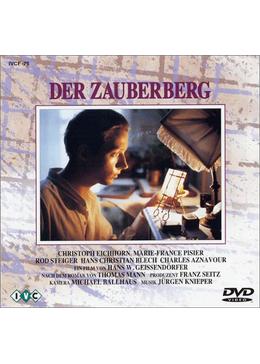 IVCF-79
DER ZAUBERBERG
CHRISTOPH EICHHORN, MARIE-FRANCE PISIER
ROD STEIGER HANS CHRISTIAN BLECH CHARLES AZNAVOUR
EIN FILM VON HANS W. GEISSENDÖRFER
NACH DEM ROMAN VON THOMAS MANN PRODUZENT FRANZ SEITZ
KAMERA MICHAEL BALLHAUS MUSIK JÜRGEN KNIEPER
IVC
DVD
VIDEO